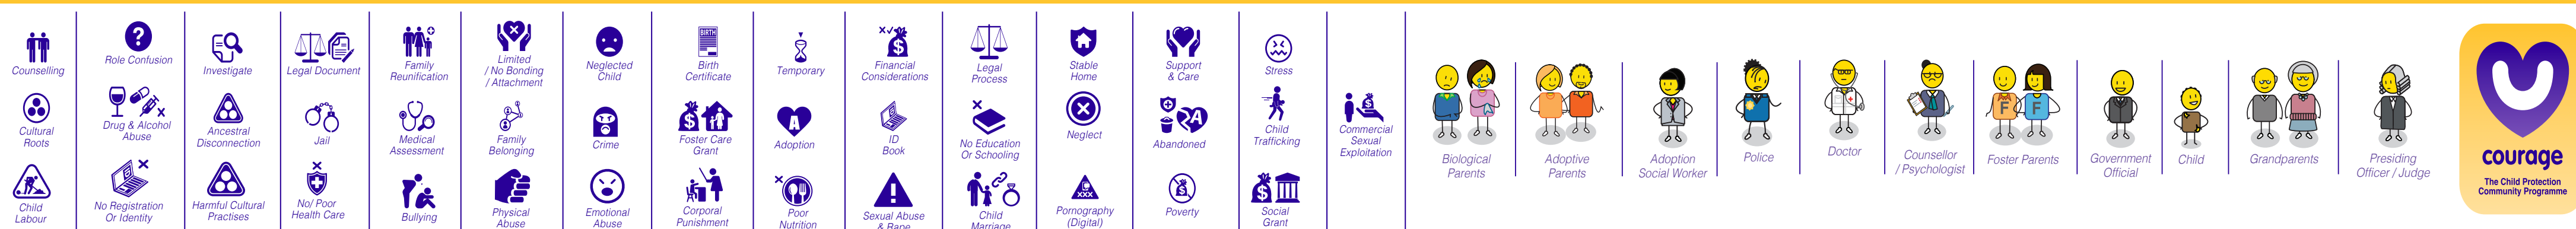 Counselling
Cultural
Roots
Child
Labour
?
Role Confusion
Drug & Alcohol
Abuse
No Registration
Or Identity
Investigate
Ancestral
Disconnection
Harmful Cultural
Practises
Legal Document
Jail
No/ Poor
Health Care
Family
Reunification
Medical
Assessment
Bullying
Limited
/ No Bonding
/ Attachment
Family
Belonging
Physical
Abuse
Neglected
Child
Crime
Emotional
Abuse
BIRTH
Birth
Certificate
$
Foster Care
Grant
Corporal
Punishment
Temporary
A
Adoption
Poor
Nutrition
$
Financial
Considerations
ID
Book
!
Sexual Abuse
& Rape
Legal
Process
No Education
Or Schooling
Child
Marriage
Stable
Home
Neglect
XXX
Pornography
(Digital)
Support
& Care
A
Abandoned
$
Poverty
Stress
Child
Trafficking
$
Social
Grant
$
Commercial
Sexual
Exploitation
Biological
Parents
Adoptive
Parents
Adoption
Social Worker
Police
Doctor
Counsellor
/ Psychologist
F F
Foster Parents
Government
Official
Child
Grandparents
Presiding
Officer / Judge
courage
The Child Protection
Community Programme